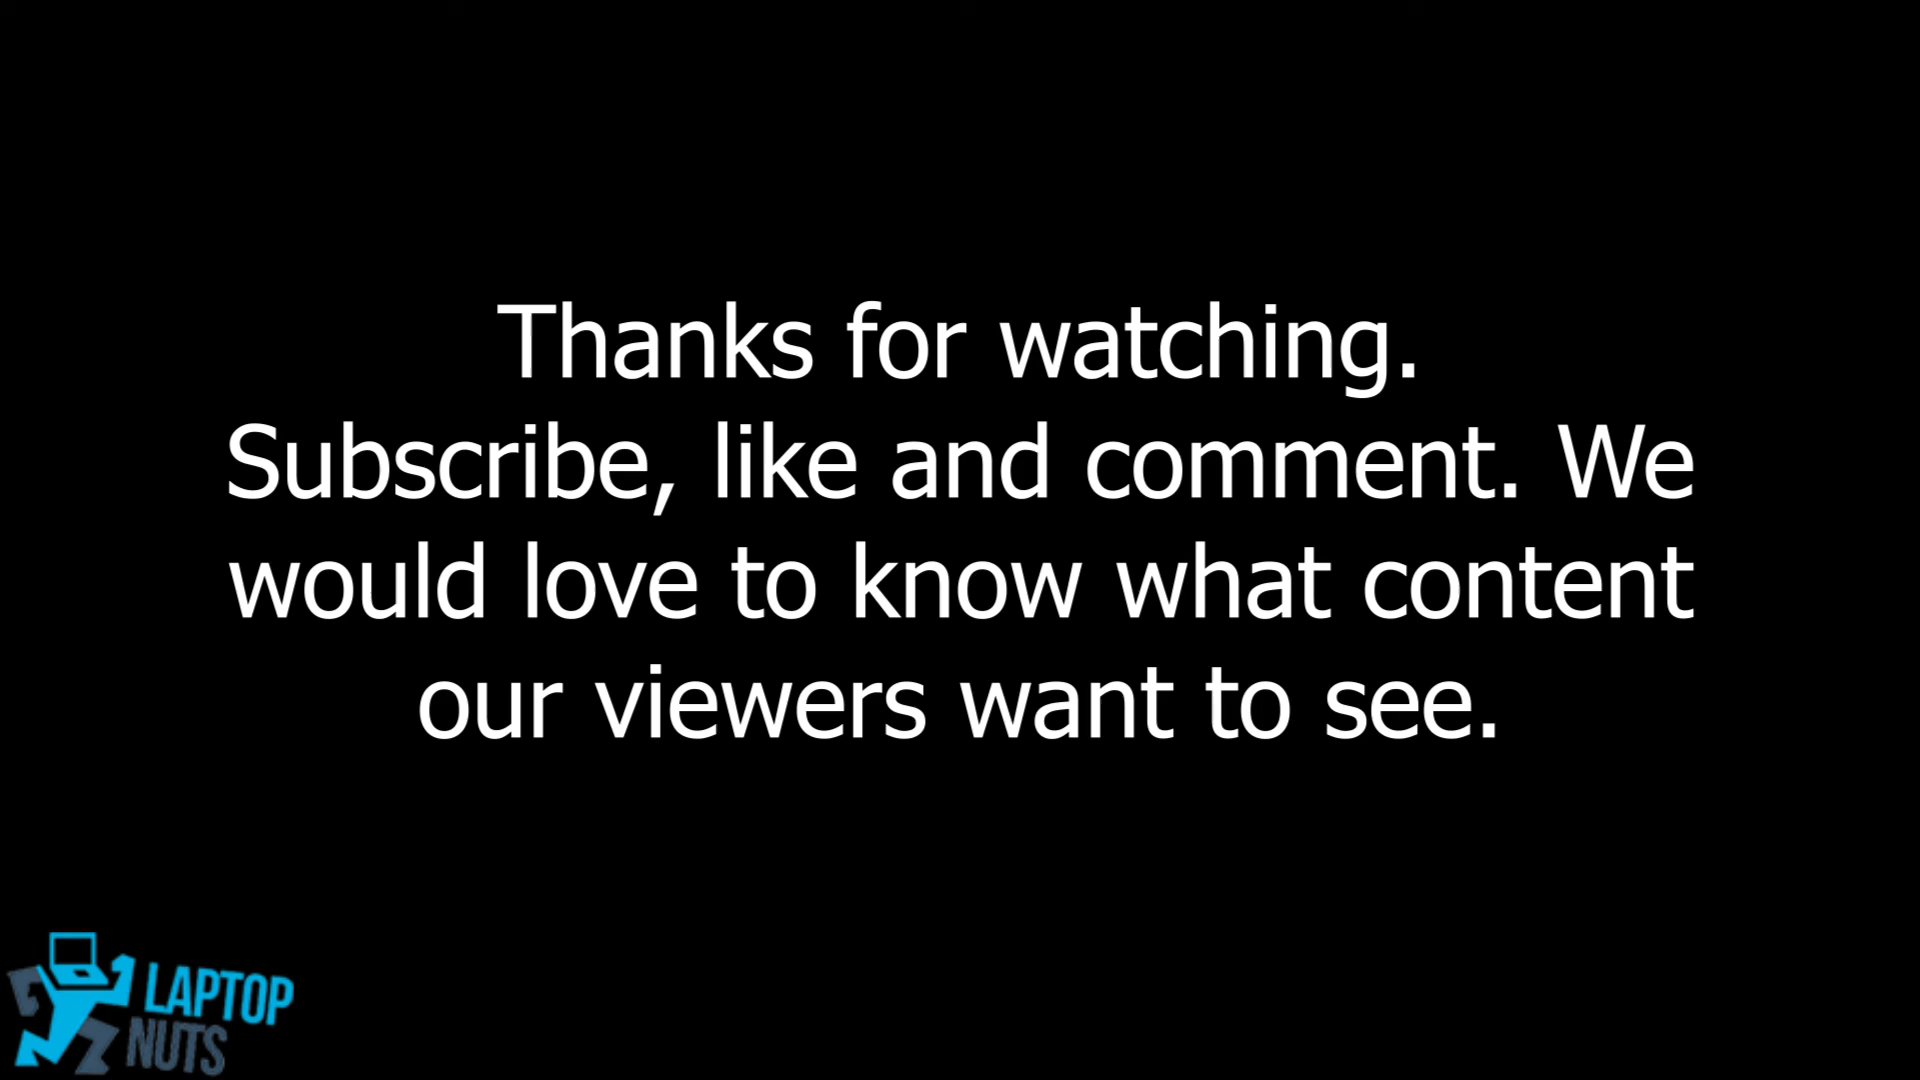 Thanks for watching.
Subscribe, like and comment. We
would love to know what content
our viewers want to see.
LAPTOP
NUTS